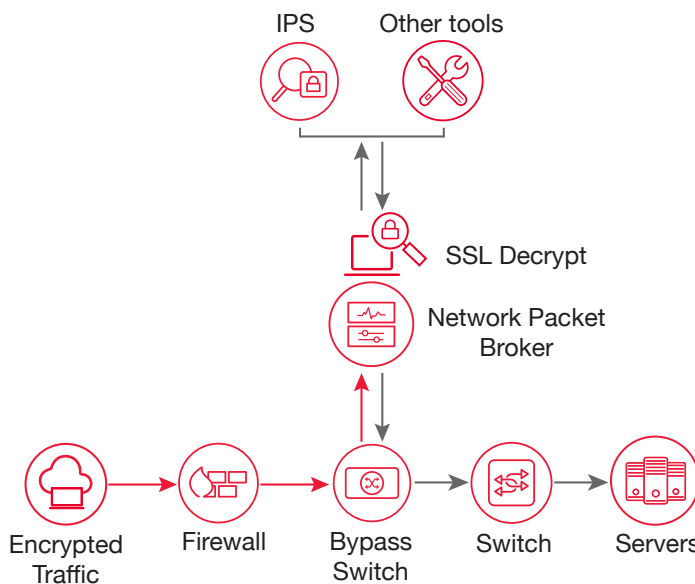 IPS
Other tools
SSL Decrypt
Network Packet
Broker
Encrypted
Traffic
Firewall
Bypass
Switch
Switch
Servers